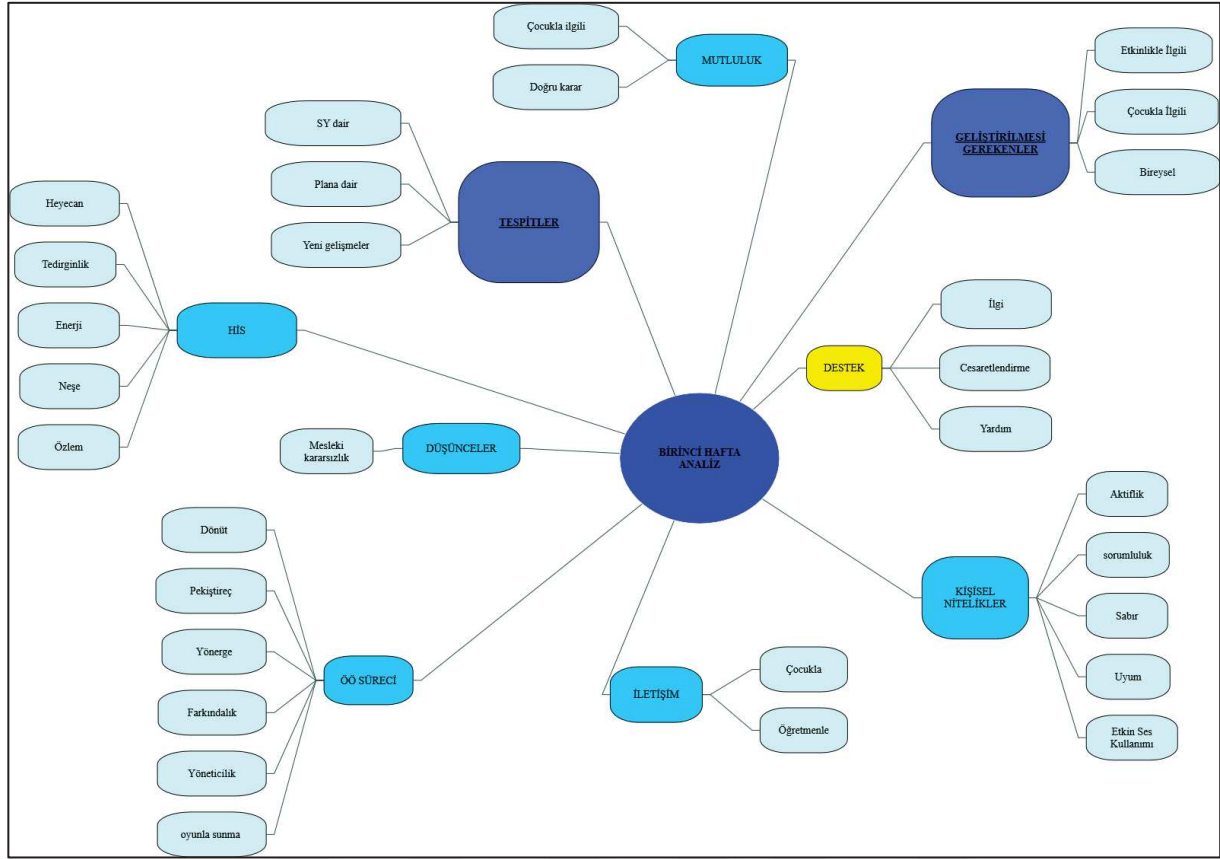 Çocukla ilgili
Doğru karar
MUTLULUK
Etkinlikle İlgili
Çocukla İlgili
Bireysel
GELİŞTİRİLMESİ
GEREKENLER
SY dair
Plana dair
Yeni gelişmeler
TESPİTLER
Heyecan
Tedirginlik
Enerji
Neşe
Özlem
HİS
İlgi
Cesaretlendirme
Yardım
DESTEK
Mesleki
kararsızlık
DÜŞÜNCELER
BİRİNCİ HAFTA
ANALİZ
Dönüt
Pekiştireç
Yönerge
Farkındalık
Yöneticilik
oyunla sunma
ÖÖ SÜRECİ
İLETİŞİM
Çocukla
Öğretmenle
KİŞİSEL
NİTELİKLER
Aktiflik
sorumluluk
Sabır
Uyum
Etkin Ses
Kullanımı